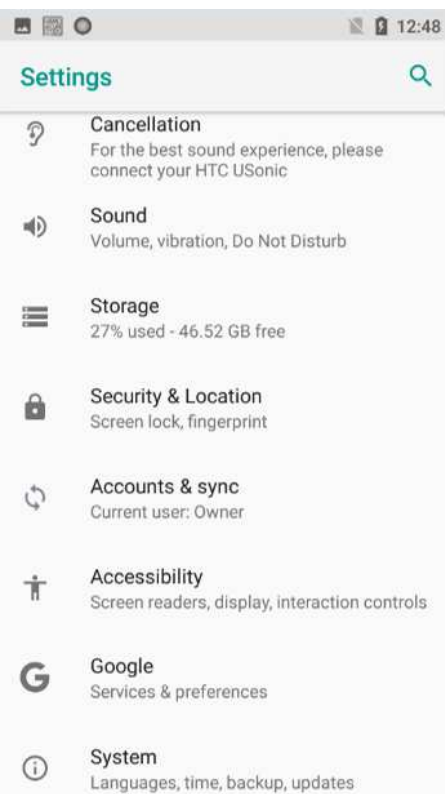 12:48
Settings
Cancellation
For the best sound experience, please
connect your HTC USonic
Sound
Volume, vibration, Do Not Disturb
Storage
27% used - 46.52 GB free
Security & Location
Screen lock, fingerprint
Accounts & sync
Current user: Owner
Accessibility
Screen readers, display, interaction controls
Google
Services & preferences
System
Languages, time, backup, updates